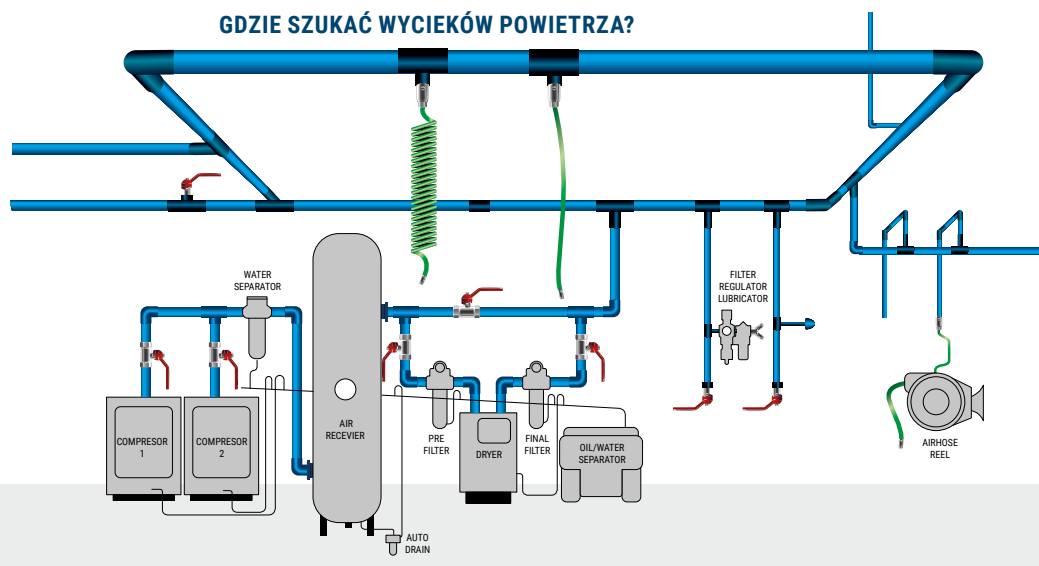 GDZIE SZUKAĆ WYCIEKÓW POWIETRZA?
WATER
SEPARATOR
FILTER
REGULATOR
LUBRICATOR
COMPRESOR
1
COMPRESOR
2
AIR
RECEVIER
PRE
FILTER
DRYER
FINAL
FILTER
OIL/WATER
SEPARATOR
AIRHOSE
REEL
AUTO
DRAIN